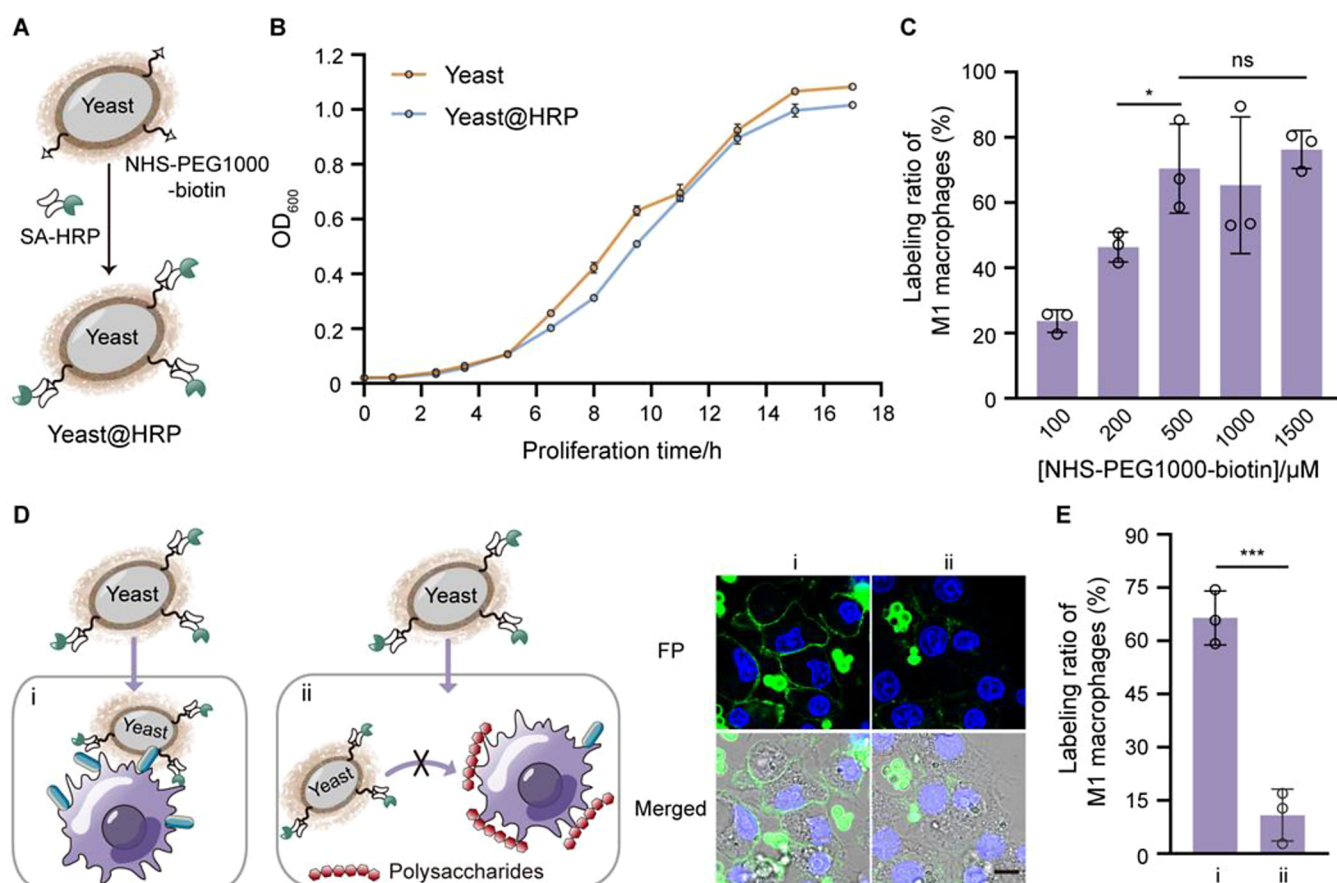 A
Yeast
NHS-PEG1000
-biotin
SA-HRP
Yeast
Yeast@HRP
B
Yeast
Yeast@HRP
OD600
1.2
1.0
0.8
0.6
0.4
0.2
0
0 2 4 6 8 10 12 14 16 18
Proliferation time/h
C
Labeling ratio of
M1 macrophages (%)
100
80
60
40
20
0
*
ns
100 200 500 1000 1500
[NHS-PEG1000-biotin]/µM
D
Yeast
i
Yeast
Yeast
ii
Yeast
X
Polysaccharides
i ii
FP
Merged
E
Labeling ratio of
M1 macrophages (%)
90
75
60
45
30
15
0
***
i ii